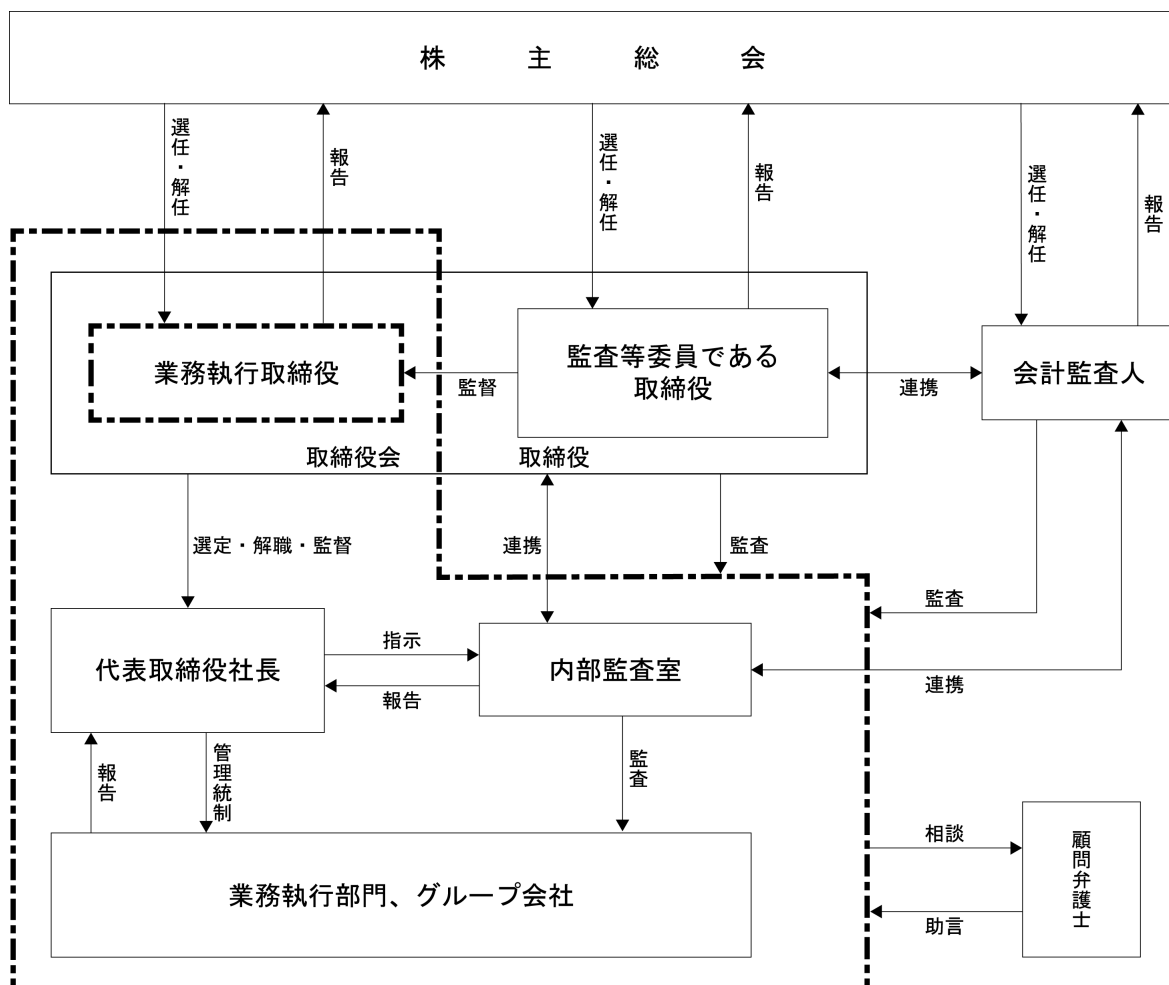 株主総会
選任・解任
報告
選任・解任
報告
選任・解任
報告
業務執行取締役
監査等委員である
取締役
会計監査人
監督
連携
取締役会
取締役
選定・解職・監督
連携
監査
監査
代表取締役社長
指示
報告
内部監査室
連携
報告
管理統制
監査
相談
助言
顧問弁護士
業務執行部門、グループ会社